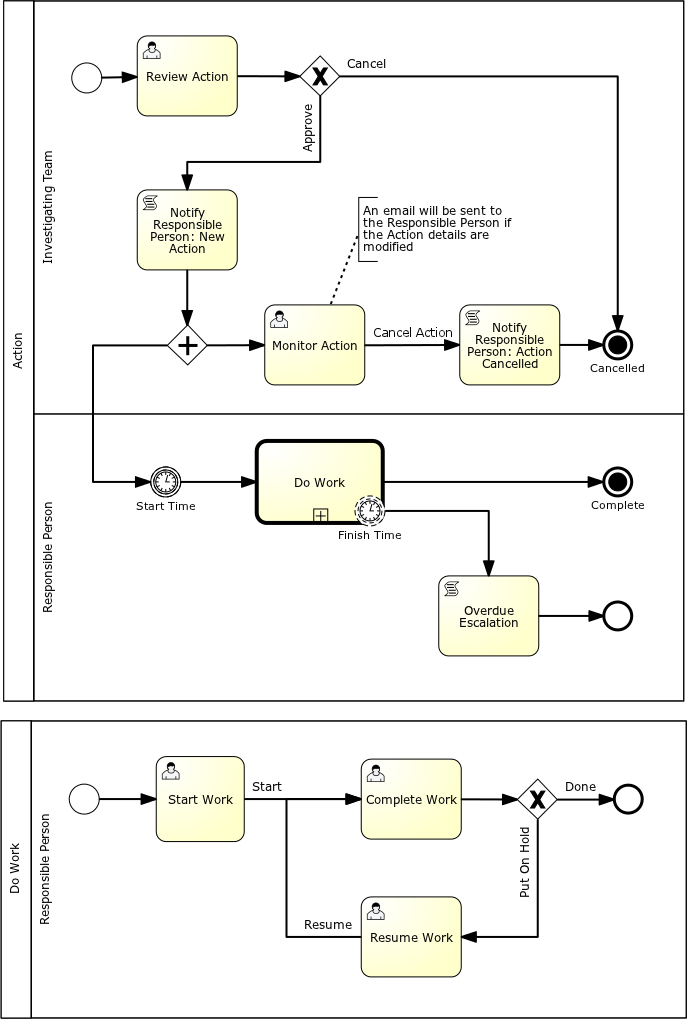 Action
Investigating Team
Review Action
Cancel
Approve
Notify
Responsible
Person: New
Action
An email will be sent to
the Responsible Person if
the Action details are
modified
Monitor Action
Cancel Action
Notify
Responsible
Person: Action
Cancelled
Cancelled
Responsible Person
Start Time
Do Work
Finish Time
Complete
Overdue
Escalation
Do Work
Responsible Person
Start Work
Start
Complete Work
Done
Put On Hold
Resume
Resume Work